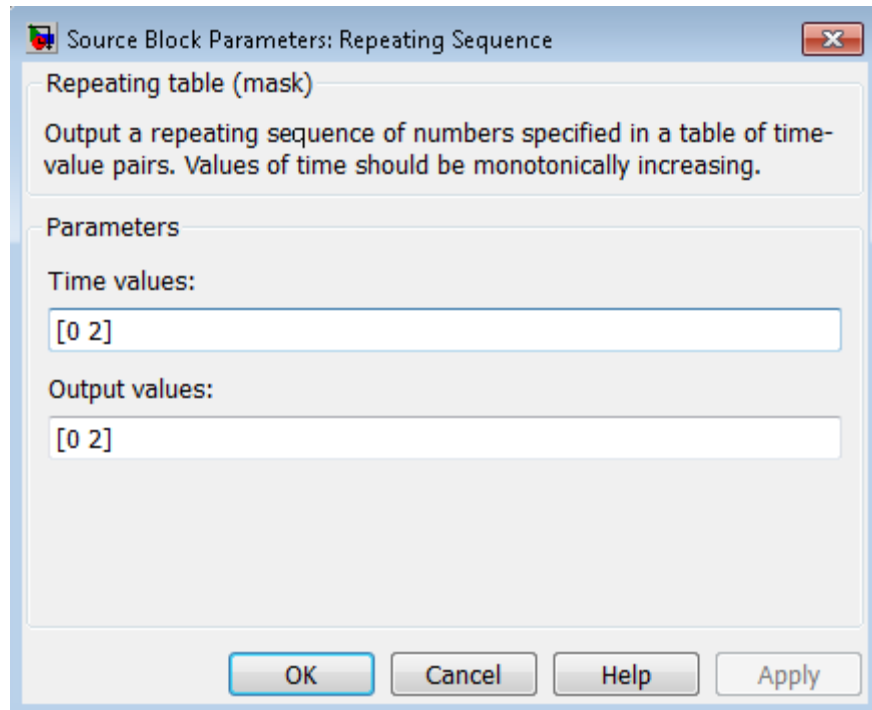 Source Block Parameters: Repeating Sequence
Repeating table (mask)
Output a repeating sequence of numbers specified in a table of time-
value pairs. Values of time should be monotonically increasing.
Parameters
Time values:
[0 2]
Output values:
[0 2]
OK Cancel Help Apply